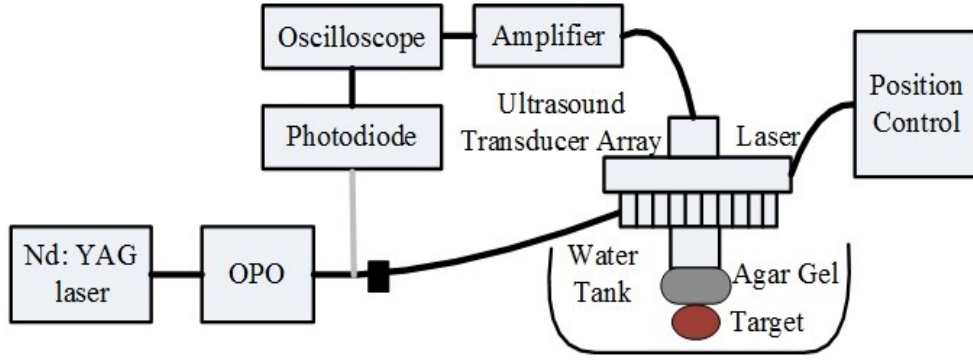 Oscilloscope
Amplifier
Position
Control
Photodiode
Ultrasound
Transducer Array
Laser
Nd: YAG
laser
OPO
Water
Tank
Agar Gel
Target